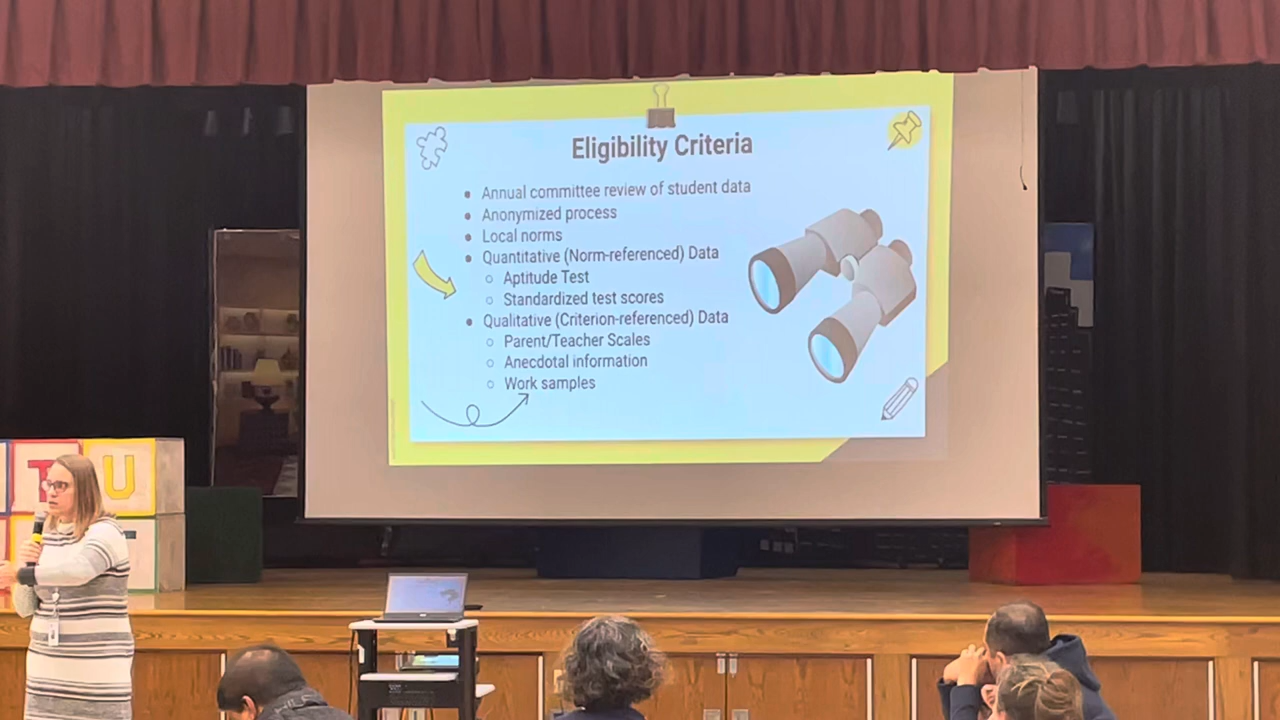 Eligibility Criteria
● Annual committee review of student data
● Anonymized process
● Local norms
● Quantitative (Norm-referenced) Data
○ Aptitude Test
○ Standardized test scores
● Qualitative (Criterion-referenced) Data
○ Parent/Teacher Scales
○ Anecdotal information
○ Work samples
T U